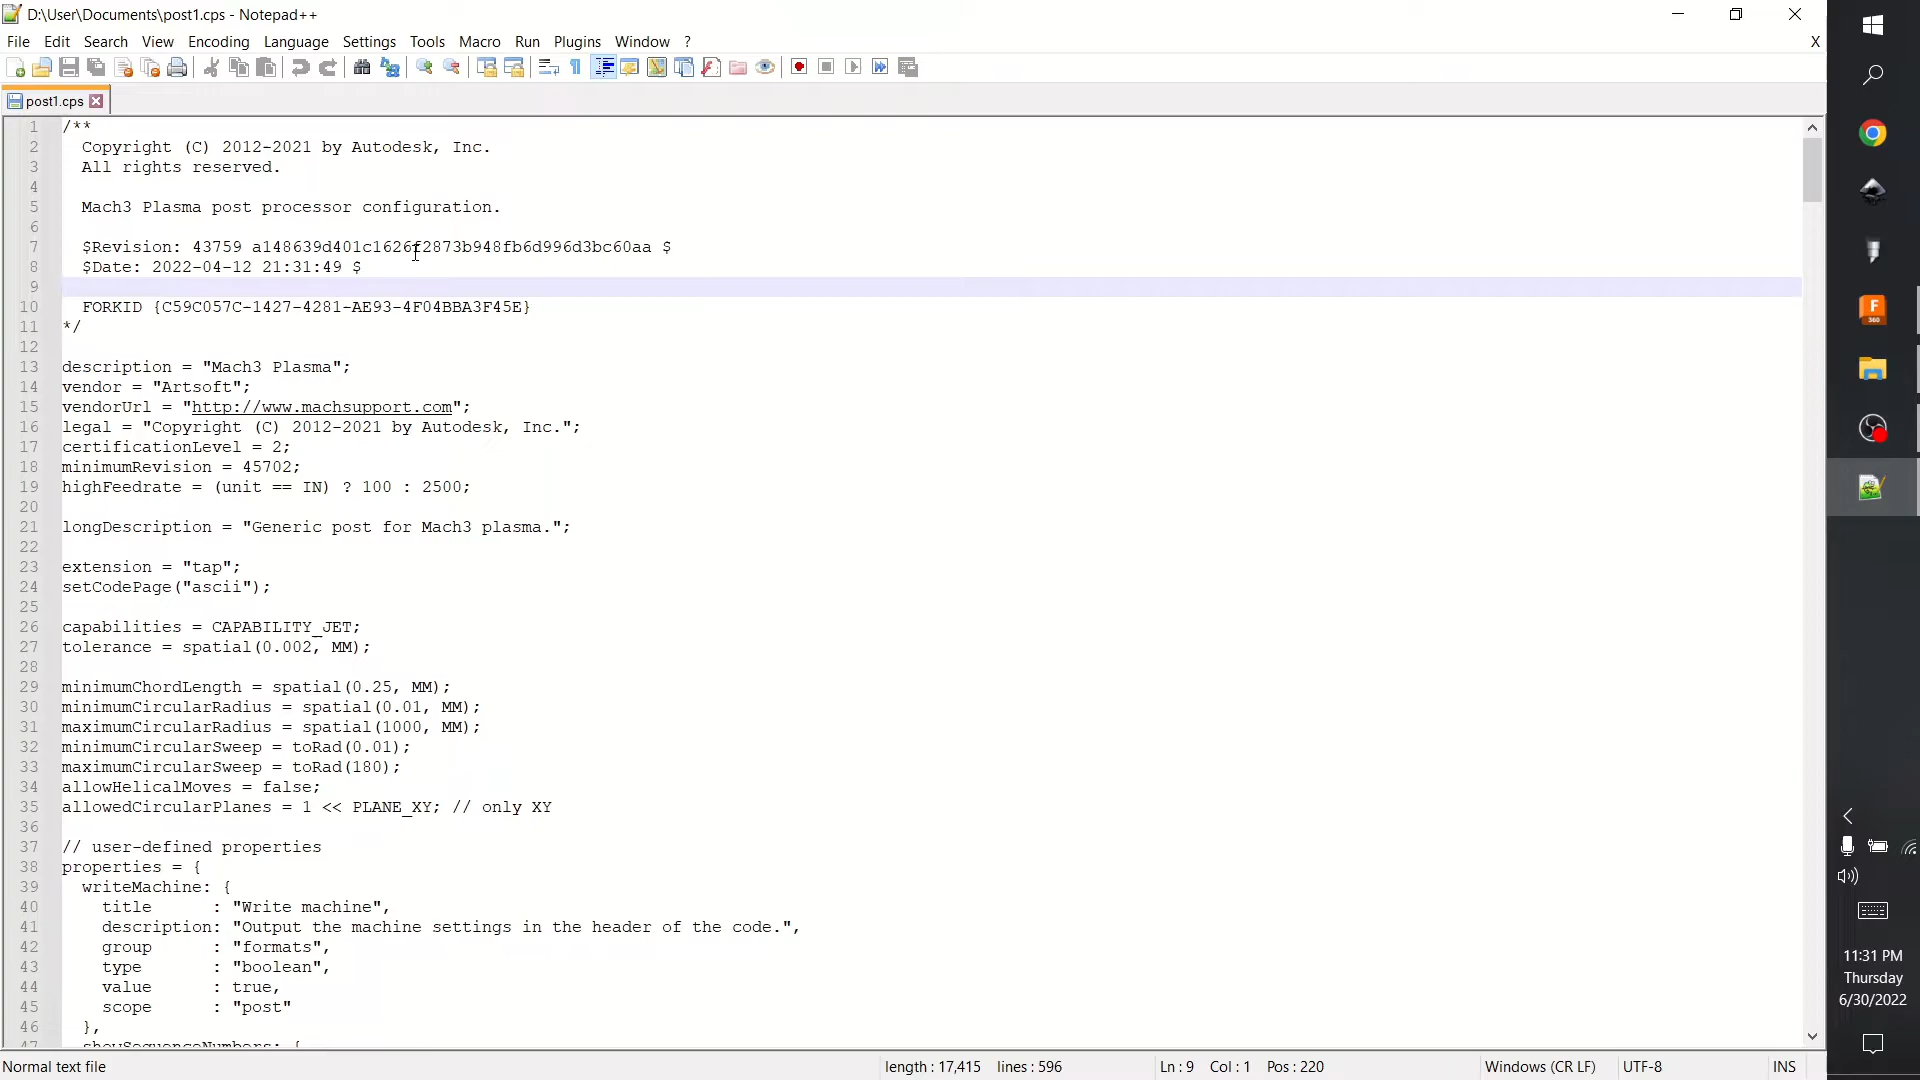 D:\User\Documents\post1.cps - Notepad++
File Edit Search View Encoding Language Settings Tools Macro Run Plugins Window ? X
post1.cps
1 /**
2 Copyright (C) 2012-2021 by Autodesk, Inc.
3 All rights reserved.
4
5 Mach3 Plasma post processor configuration.
6
7 $Revision: 43759 a148639d401c1626f2873b948fb6d996d3bc60aa $
8 $Date: 2022-04-12 21:31:49 $
9
10 FORKID {C59C057C-1427-4281-AE93-4F04BBA3F45E}
11 */
12
13 description = "Mach3 Plasma";
14 vendor = "Artsoft";
15 vendorUrl = "http://www.machsupport.com";
16 legal = "Copyright (C) 2012-2021 by Autodesk, Inc.";
17 certificationLevel = 2;
18 minimumRevision = 45702;
19 highFeedrate = (unit == IN) ? 100 : 2500;
20
21 longDescription = "Generic post for Mach3 plasma.";
22
23 extension = "tap";
24 setCodePage("ascii");
25
26 capabilities = CAPABILITY_JET;
27 tolerance = spatial(0.002, MM);
28
29 minimumChordLength = spatial(0.25, MM);
30 minimumCircularRadius = spatial(0.01, MM);
31 maximumCircularRadius = spatial(1000, MM);
32 minimumCircularSweep = toRad(0.01);
33 maximumCircularSweep = toRad(180);
34 allowHelicalMoves = false;
35 allowedCircularPlanes = 1 << PLANE_XY; // only XY
36
37 // user-defined properties
38 properties = {
39 writeMachine: {
40 title : "Write machine",
41 description: "Output the machine settings in the header of the code.",
42 group : "formats",
43 type : "boolean",
44 value : true,
45 scope : "post"
46 },
47 showSequenceNumbers: {
Normal text file length : 17,415 lines : 596 Ln : 9 Col : 1 Pos : 220 Windows (CR LF) UTF-8 INS
F
360
11:31 PM
Thursday
6/30/2022